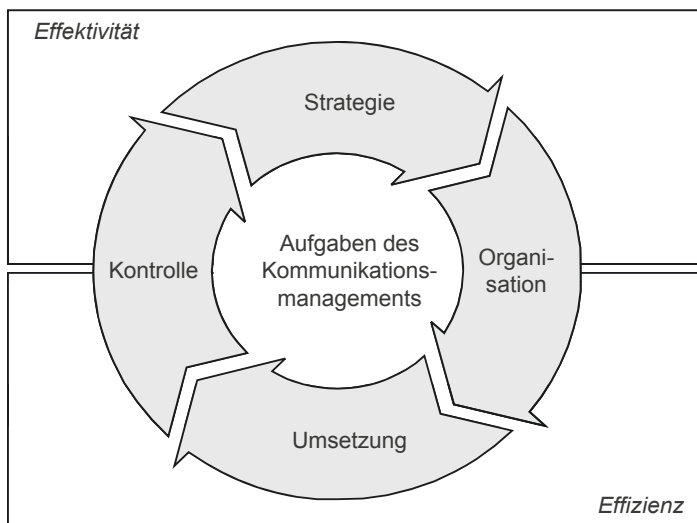 Effektivität
Strategie
Kontrolle
Aufgaben des
Kommunikations-
managements
Organi-
sation
Umsetzung
Effizienz